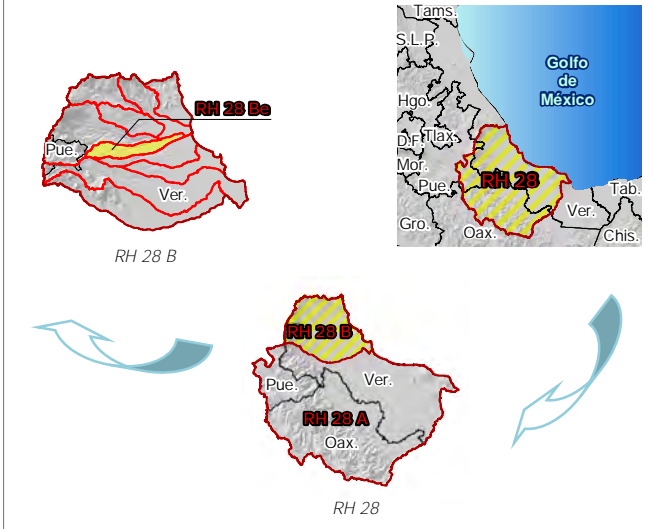 RH 28 Be
Pue.
Ver.
RH 28 B
Tams.
S.L.P.
Golfo
de
México
Hgo.
D.F.
Tlax.
Mor.
Pue.
RH 28
Tab.
Ver.
Gro.
Oax.
Chis.
RH 28 B
Ver.
Pue.
RH 28 A
Oax.
RH 28